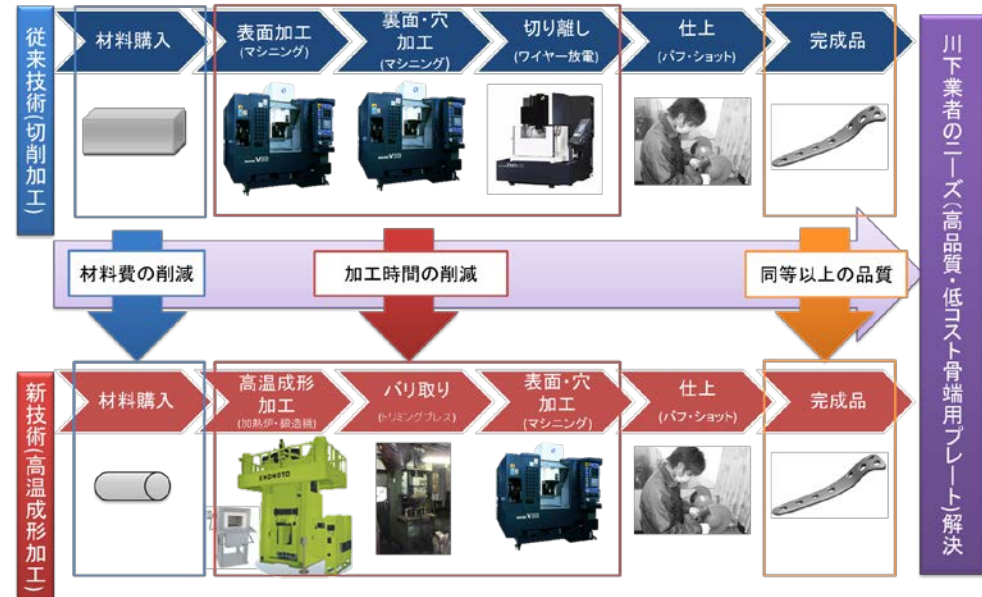 従来技術(切削加工)
材料購入
表面加工
(マシニング)
裏面・穴
加工
(マシニング)
切り離し
(ワイヤー放電)
仕上
(バフ・ショット)
完成品
材料費の削減
加工時間の削減
同等以上の品質
新技術(高温成形加工)
材料購入
高温成形
加工
(加熱炉・鍛造機)
バリ取り
(トリミングプレス)
表面・穴
加工
(マシニング)
仕上
(バフ・ショット)
完成品
ENOMOTO
川下業者のニーズ(高品質・低コスト骨端用プレート)解決